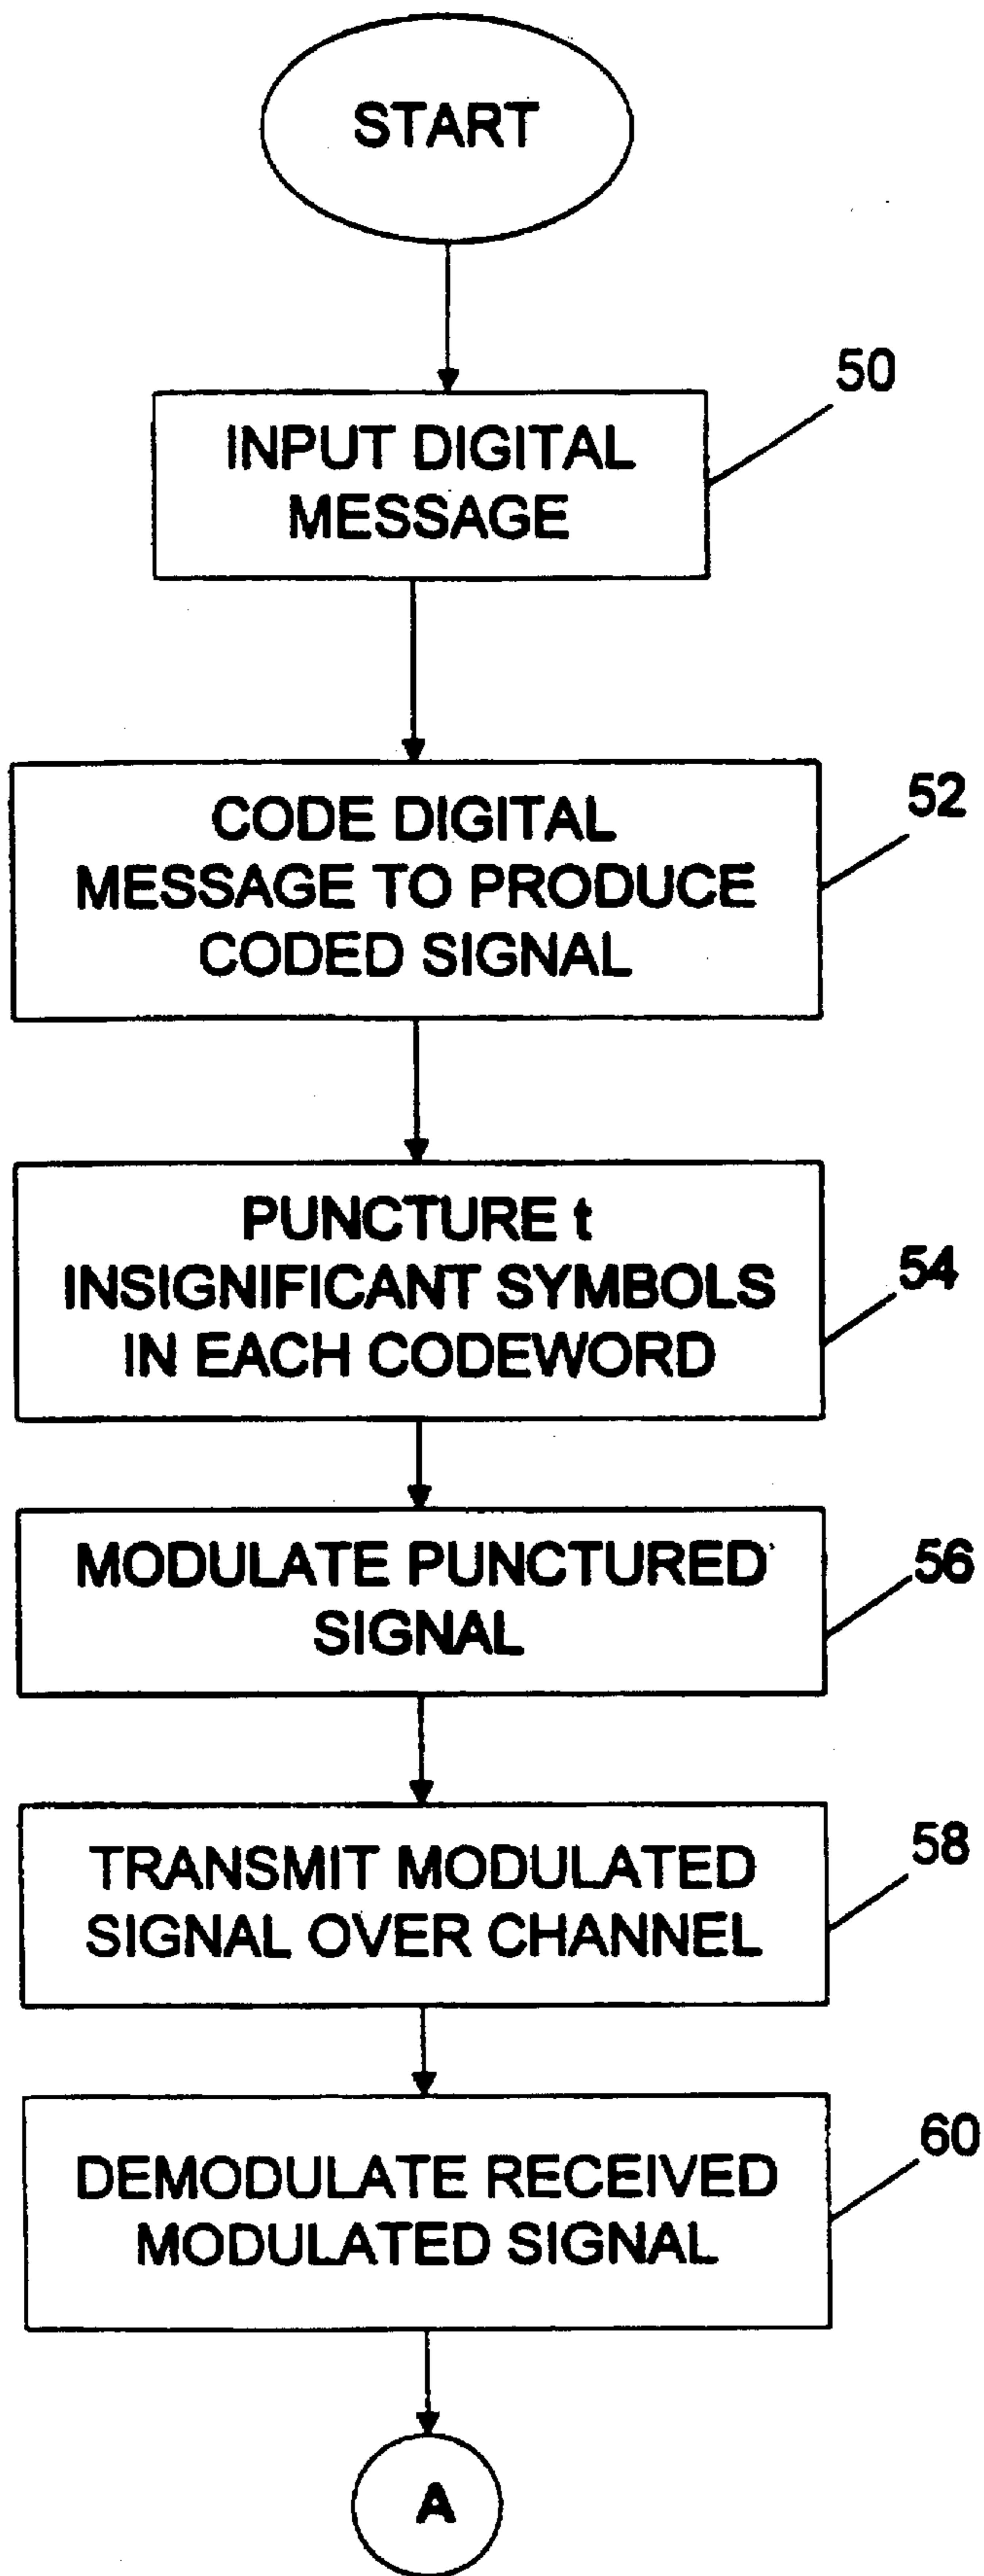 START
50
INPUT DIGITAL
MESSAGE
52
CODE DIGITAL
MESSAGE TO PRODUCE
CODED SIGNAL
54
PUNCTURE t
INSIGNIFICANT SYMBOLS
IN EACH CODEWORD
56
MODULATE PUNCTURED
SIGNAL
58
TRANSMIT MODULATED
SIGNAL OVER CHANNEL
60
DEMODULATE RECEIVED
MODULATED SIGNAL
A